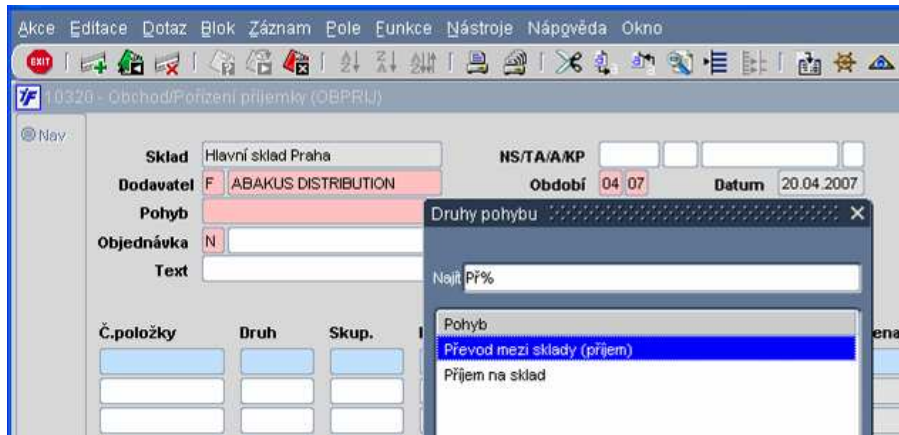 Akce Editace Dotaz Blok Záznam Pole Funkce Nástroje Nápověda Okno
EXIT
10320 - Obchod/Pořízení příjemky (OBPRIJ)
Nav
Sklad Hlavní sklad Praha NS/TA/A/KP
Dodavatel F ABAKUS DISTRIBUTION Období 04 07 Datum 20.04.2007
Pohyb
Druhy pohybu
Objednávka N
Text
Najít Př%
Č.položky Druh Skup.
Pohyb
Převod mezi sklady (příjem)
Příjem na sklad